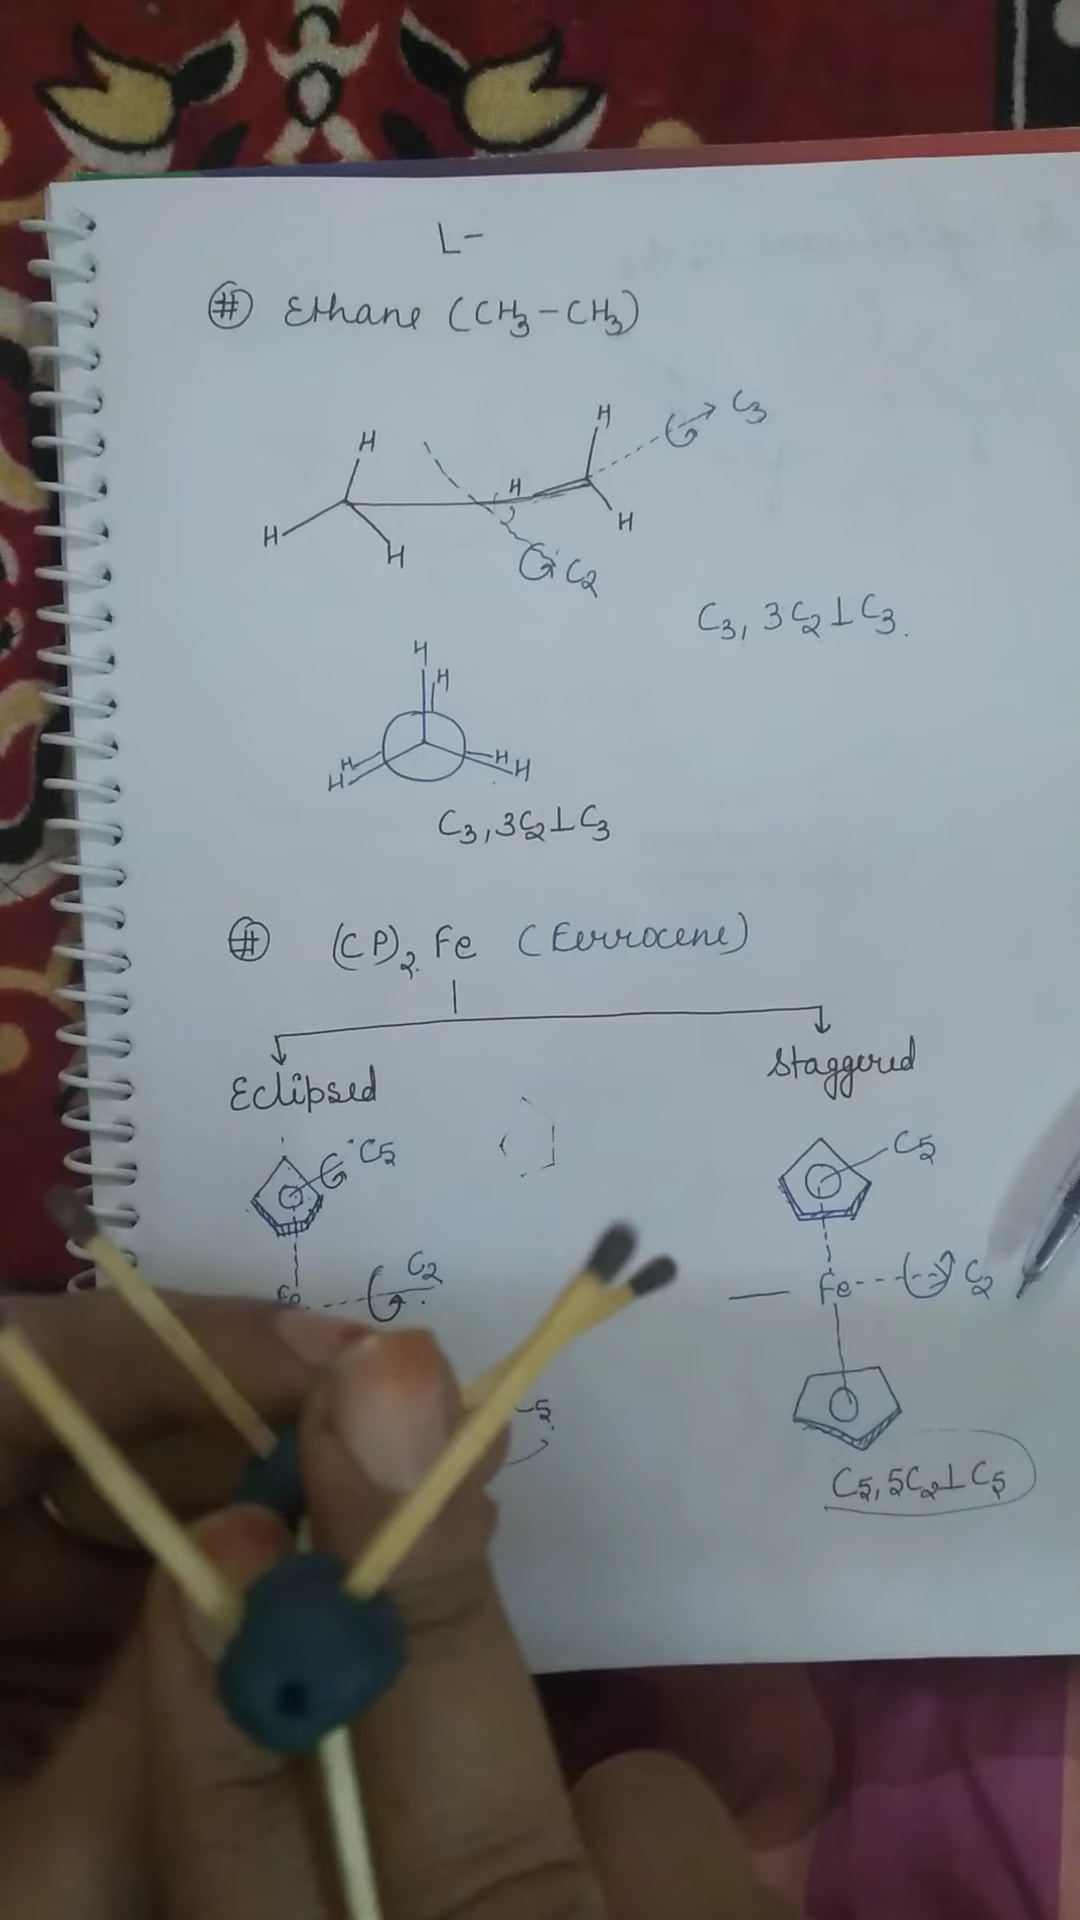 L-
# Ethane (CH3-CH3)
H
H
H
H
H
H
C3
C2
C3, 3C2⊥C3.
H
H
H
H
H
H
C3, 3C2⊥C3
# (CP)2 Fe (Ferrocene)
Eclipsed
Staggered
C5
C5
C2
Fe
C2
C5, 5C2⊥C5